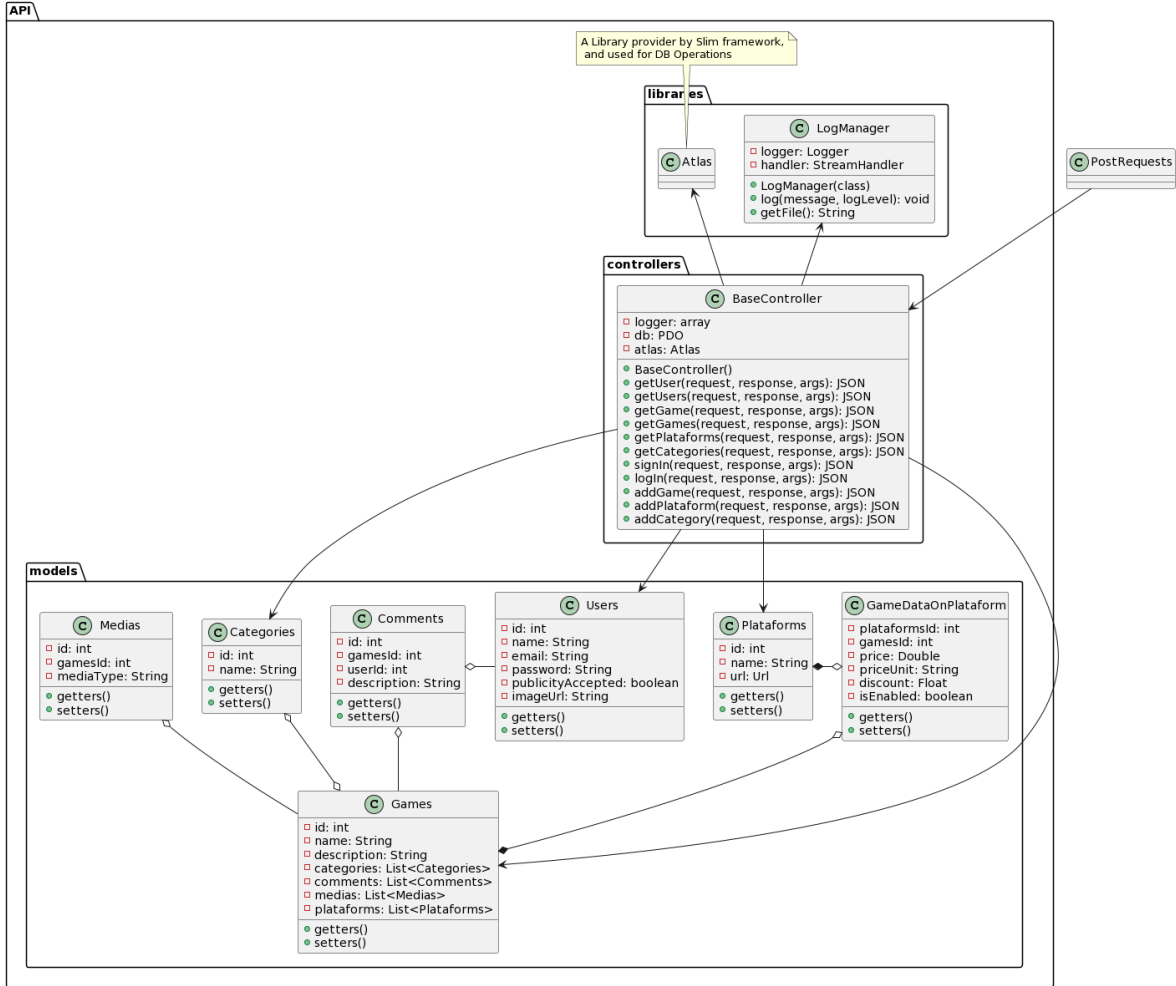 API
A Library provider by Slim framework,
and used for DB Operations
libraries
C LogManager
logger: Logger
handler: StreamHandler
LogManager(class)
log(message, logLevel): void
getFile(): String
C Atlas
C PostRequests
controllers
C BaseController
logger: array
db: PDO
atlas: Atlas
BaseController()
getUser(request, response, args): JSON
getUsers(request, response, args): JSON
getGame(request, response, args): JSON
getGames(request, response, args): JSON
getPlataforms(request, response, args): JSON
getCategories(request, response, args): JSON
signIn(request, response, args): JSON
logIn(request, response, args): JSON
addGame(request, response, args): JSON
addPlataform(request, response, args): JSON
addCategory(request, response, args): JSON
models
C Medias
id: int
gamesId: int
mediaType: String
getters()
setters()
C Categories
id: int
name: String
getters()
setters()
C Comments
id: int
gamesId: int
userId: int
description: String
getters()
setters()
C Users
id: int
name: String
email: String
password: String
publicityAccepted: boolean
imageUrl: String
getters()
setters()
C Plataforms
id: int
name: String
url: Url
getters()
setters()
C GameDataOnPlataform
plataformsId: int
gamesId: int
price: Double
priceUnit: String
discount: Float
isEnabled: boolean
getters()
setters()
C Games
id: int
name: String
description: String
categories: List<Categories>
comments: List<Comments>
medias: List<Medias>
plataforms: List<Plataforms>
getters()
setters()